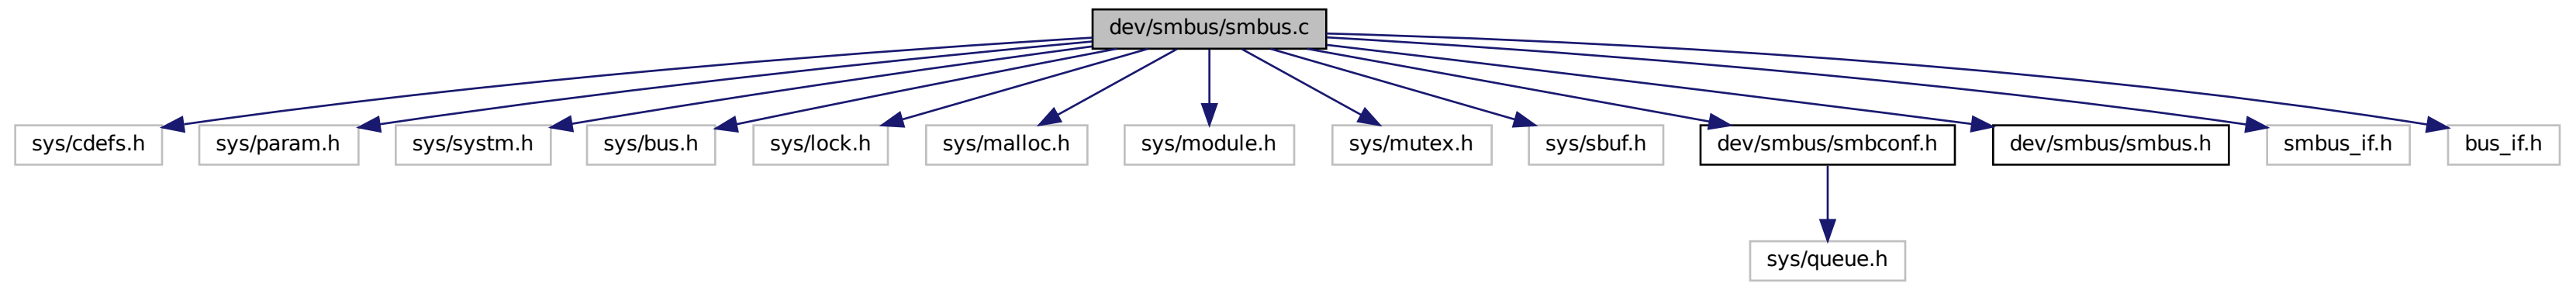 dev/smbus/smbus.c
sys/cdefs.h
sys/param.h
sys/systm.h
sys/bus.h
sys/lock.h
sys/malloc.h
sys/module.h
sys/mutex.h
sys/sbuf.h
dev/smbus/smbconf.h
dev/smbus/smbus.h
smbus_if.h
bus_if.h
sys/queue.h